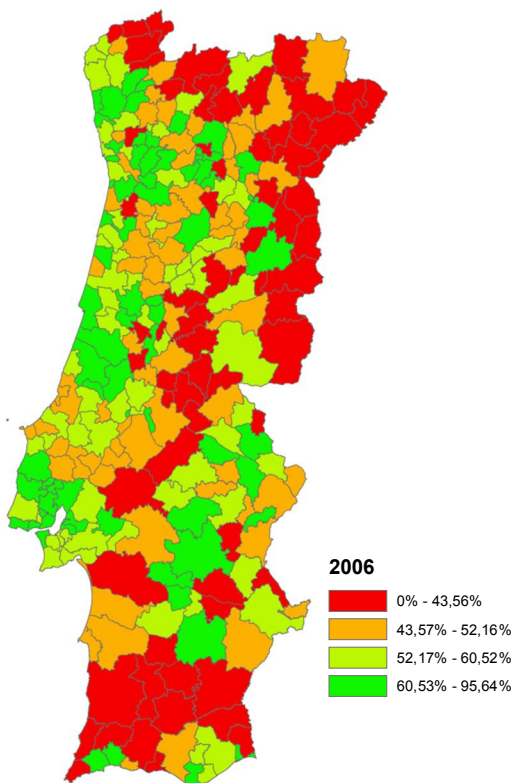 2006
0% - 43,56%
43,57% - 52,16%
52,17% - 60,52%
60,53% - 95,64%